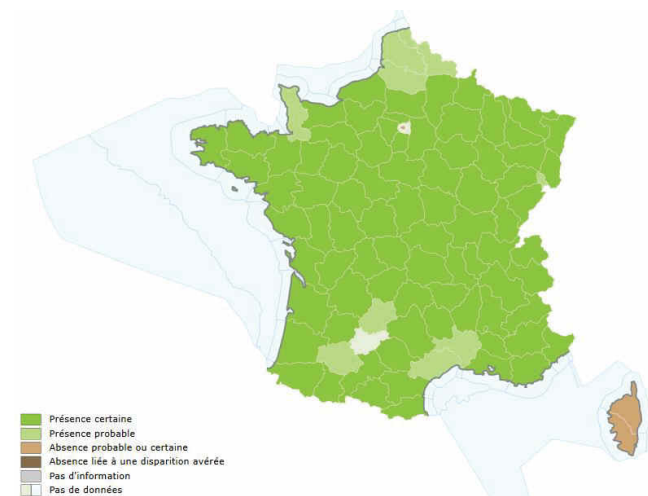 Présence certaine
Présence probable
Absence probable ou certaine
Absence liée à une disparition avérée
Pas d'information
Pas de données